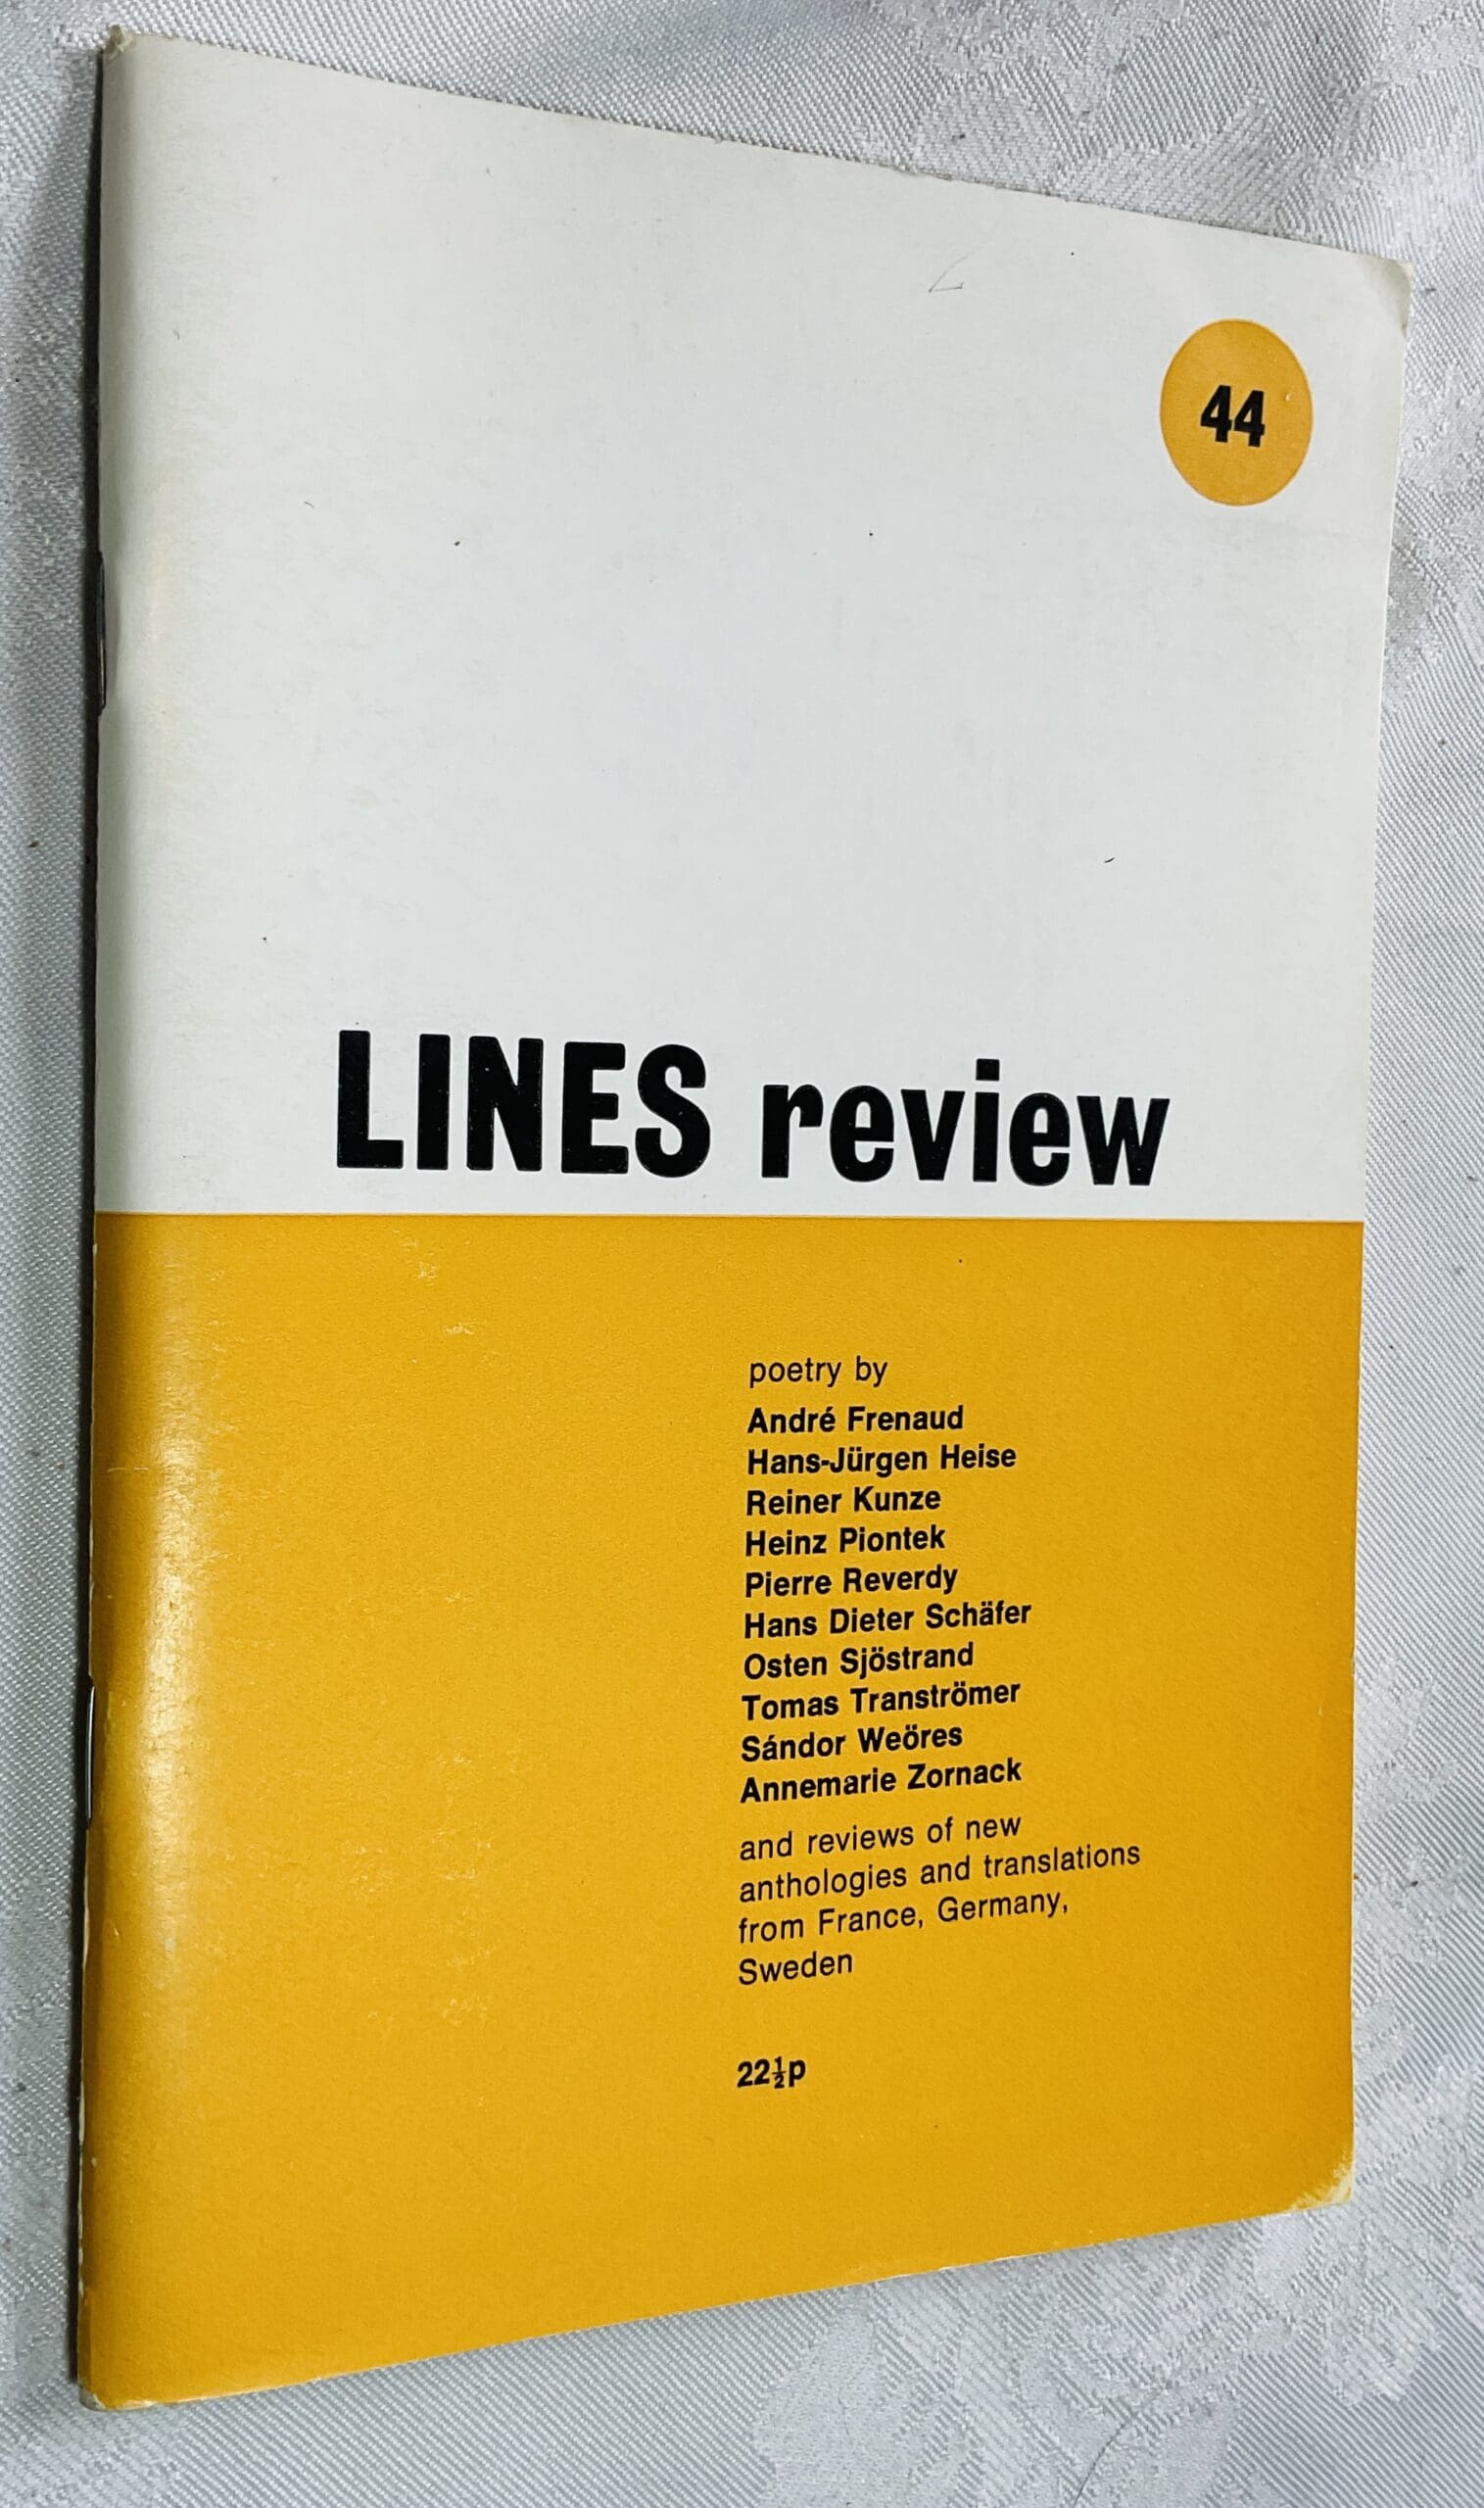 44
LINES review
poetry by
André Frenaud
Hans-Jürgen Heise
Reiner Kunze
Heinz Piontek
Pierre Reverdy
Hans Dieter Schäfer
Osten Sjöstrand
Tomas Tranströmer
Sándor Weöres
Annemarie Zornack
and reviews of new
anthologies and translations
from France, Germany,
Sweden
22½p